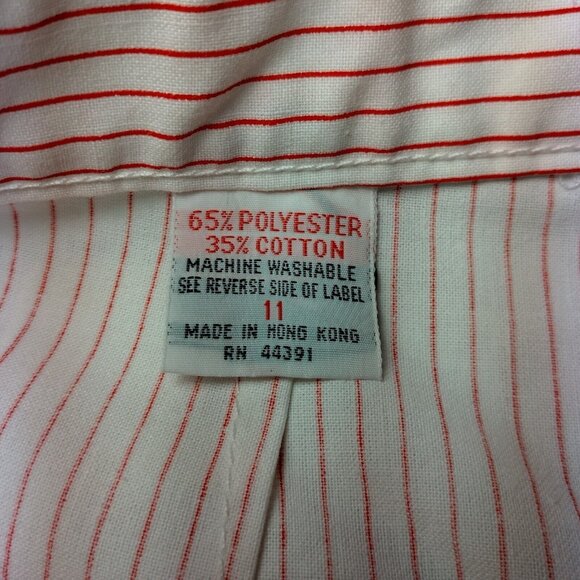 65% POLYESTER
35% COTTON
MACHINE WASHABLE
SEE REVERSE SIDE OF LABEL
11
MADE IN HONG KONG
RN 44391